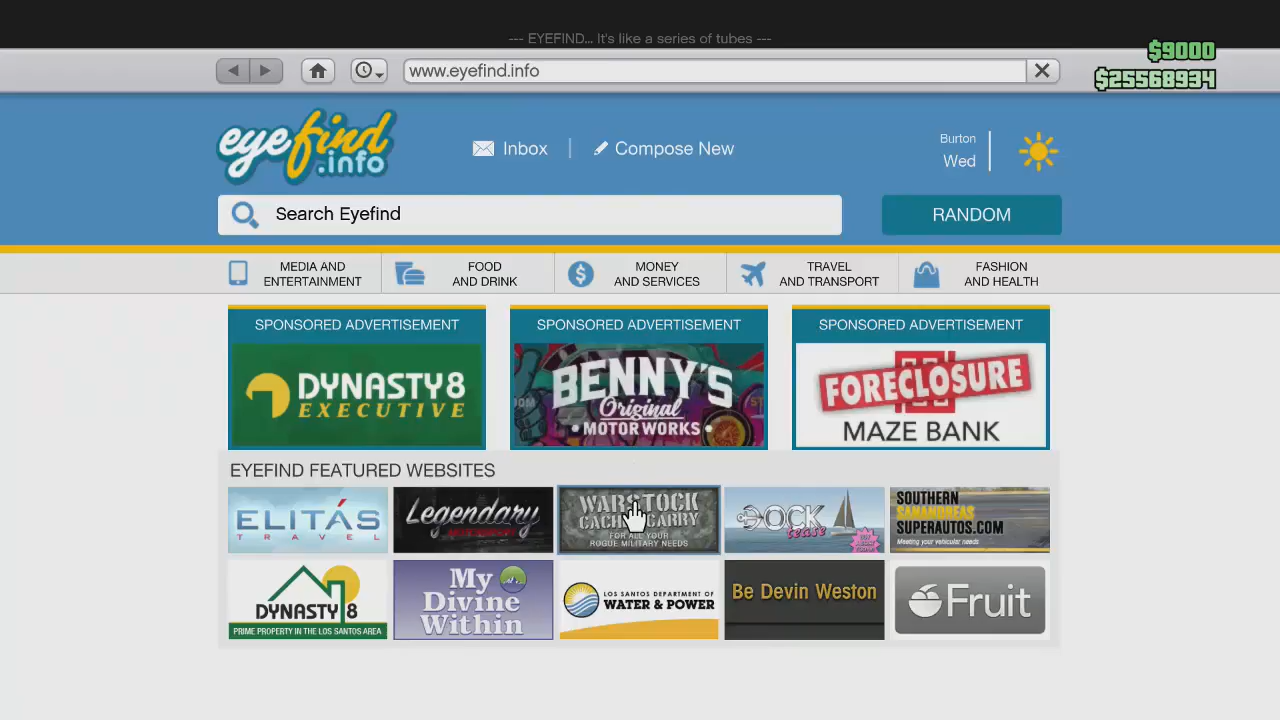 --- EYEFIND... It's like a series of tubes ---
$9000
www.eyefind.info
$25568934
eyefind
.info
Inbox
Compose New
Burton
Wed
Search Eyefind
RANDOM
MEDIA AND
ENTERTAINMENT
FOOD
AND DRINK
MONEY
AND SERVICES
TRAVEL
AND TRANSPORT
FASHION
AND HEALTH
SPONSORED ADVERTISEMENT
DYNASTY 8
EXECUTIVE
SPONSORED ADVERTISEMENT
BENNY'S
Original
MOTOR WORKS
SPONSORED ADVERTISEMENT
FORECLOSURE
MAZE BANK
EYEFIND FEATURED WEBSITES
ELITÁS
TRAVEL
Legendary
WARSTOCK
CACHE CARRY
FOR ALL YOUR
ROGUE MILITARY NEEDS
DOCK
tease
SOUTHERN
SANANDREAS
SUPERAUTOS.COM
Meeting your vehicular needs
DYNASTY 8
PRIME PROPERTY IN THE LOS SANTOS AREA
My
Divine
Within
LOS SANTOS DEPARTMENT OF
WATER & POWER
Be Devin Weston
Fruit